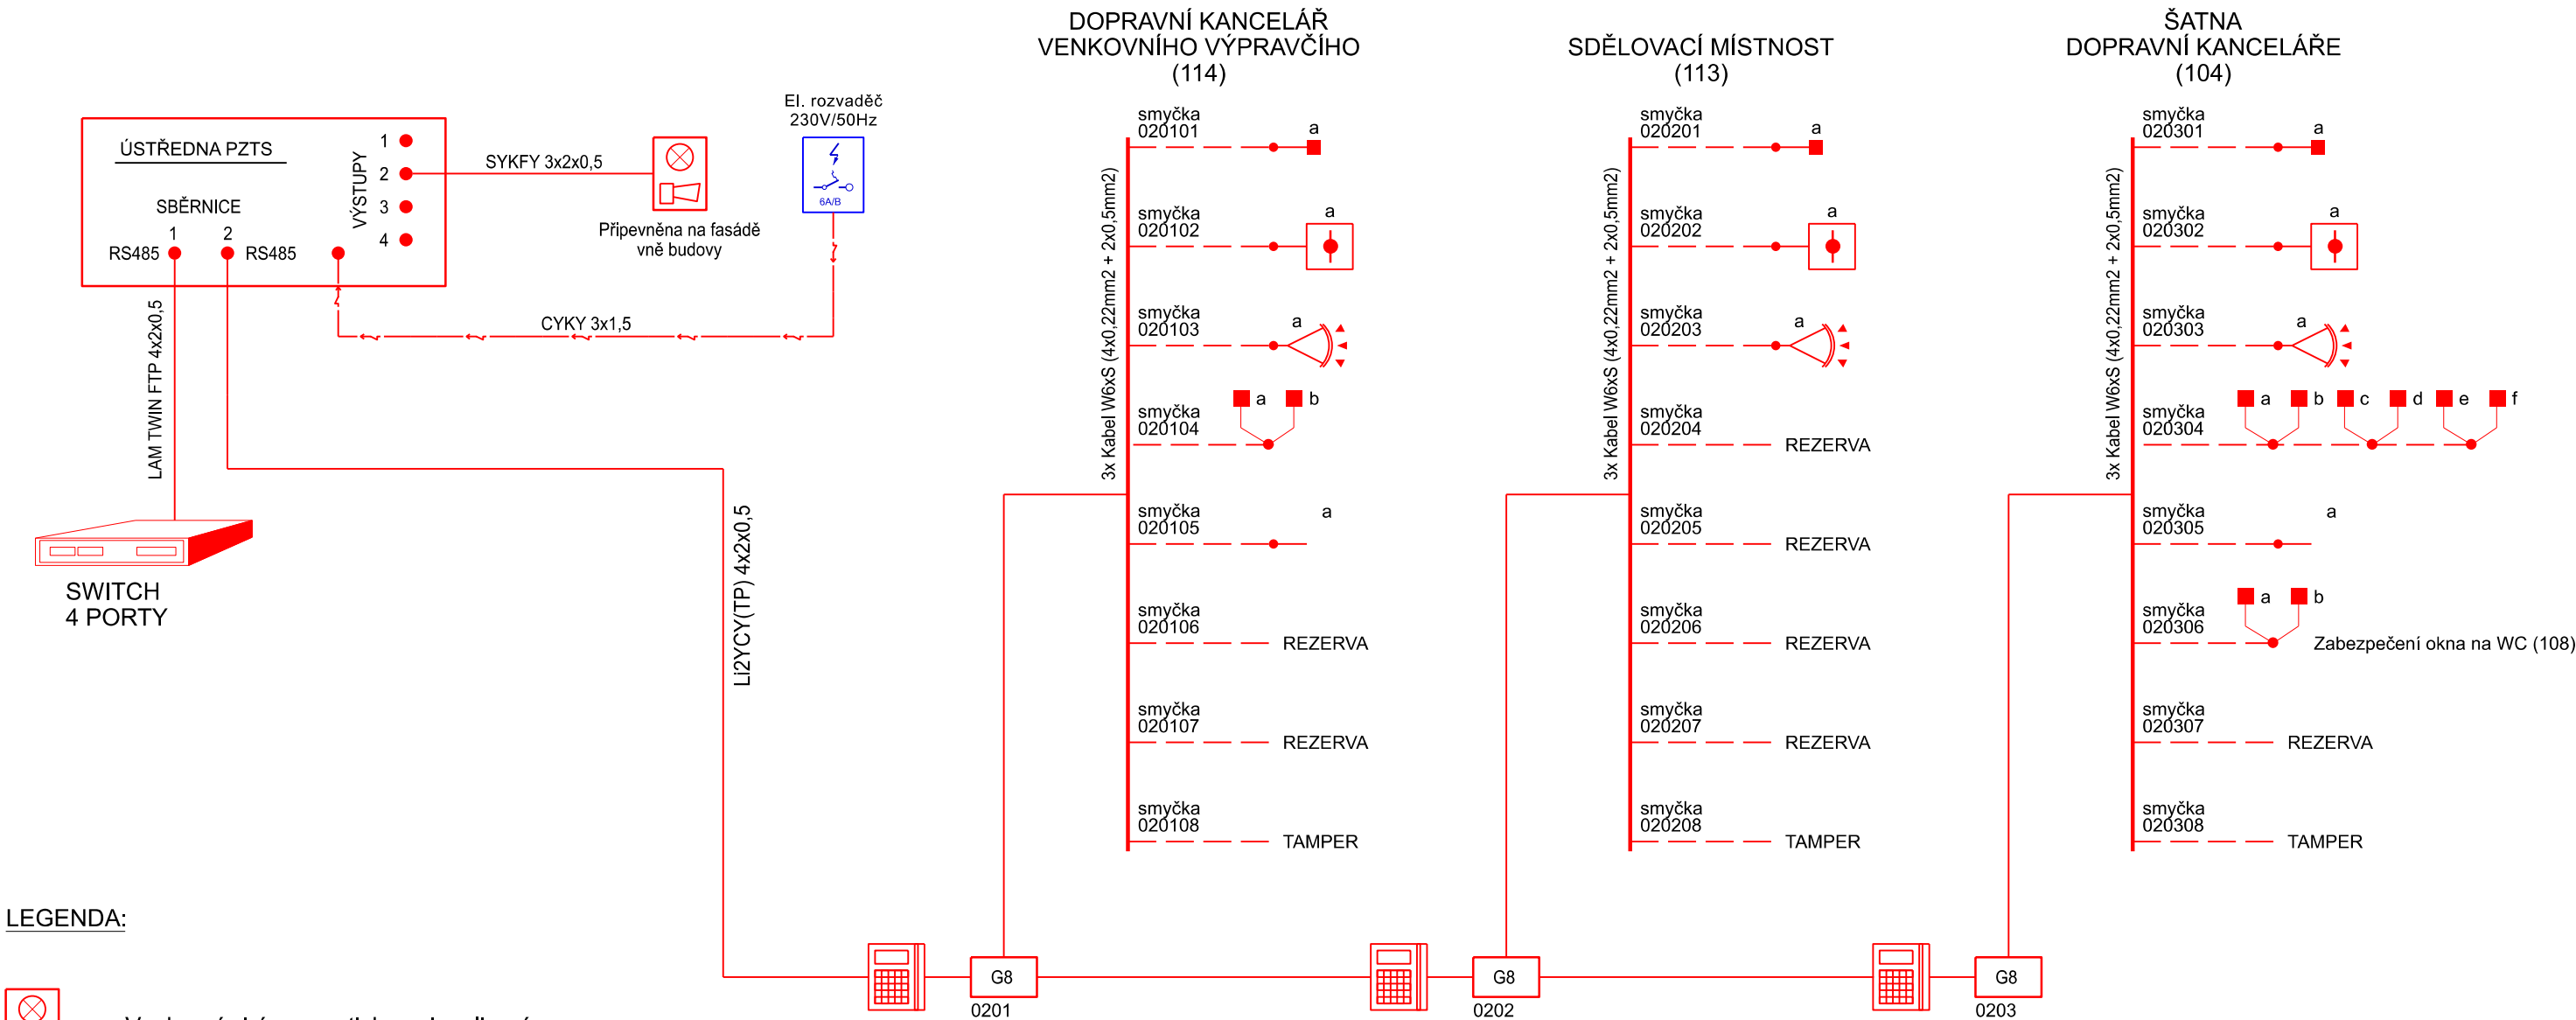 DOPRAVNÍ KANCELÁŘ
VENKOVNÍHO VÝPRAVČÍHO
(114)
SDĚLOVACÍ MÍSTNOST
(113)
ŠATNA
DOPRAVNÍ KANCELÁŘE
(104)
ÚSTŘEDNA PZTS
SBĚRNICE
1
2
RS485
RS485
VÝSTUPY
1
2
3
4
SYKFY 3x2x0,5
Připevněna na fasádě
vně budovy
El. rozvaděč
230V/50Hz
6A/B
CYKY 3x1,5
LAM TWIN FTP 4x2x0,5
SWITCH
4 PORTY
Li2YCY(TP) 4x2x0,5
3x Kabel W6xS (4x0,22mm2 + 2x0,5mm2)
smyčka
020101
a
smyčka
020102
a
smyčka
020103
a
smyčka
020104
a
b
smyčka
020105
a
smyčka
020106
REZERVA
smyčka
020107
REZERVA
smyčka
020108
TAMPER
3x Kabel W6xS (4x0,22mm2 + 2x0,5mm2)
smyčka
020201
a
smyčka
020202
a
smyčka
020203
a
smyčka
020204
REZERVA
smyčka
020205
REZERVA
smyčka
020206
REZERVA
smyčka
020207
REZERVA
smyčka
020208
TAMPER
3x Kabel W6xS (4x0,22mm2 + 2x0,5mm2)
smyčka
020301
a
smyčka
020302
a
smyčka
020303
a
smyčka
020304
a
b
c
d
e
f
smyčka
020305
a
smyčka
020306
a
b
Zabezpečení okna na WC (108)
smyčka
020307
REZERVA
smyčka
020308
TAMPER
G8
0201
G8
0202
G8
0203
LEGENDA: